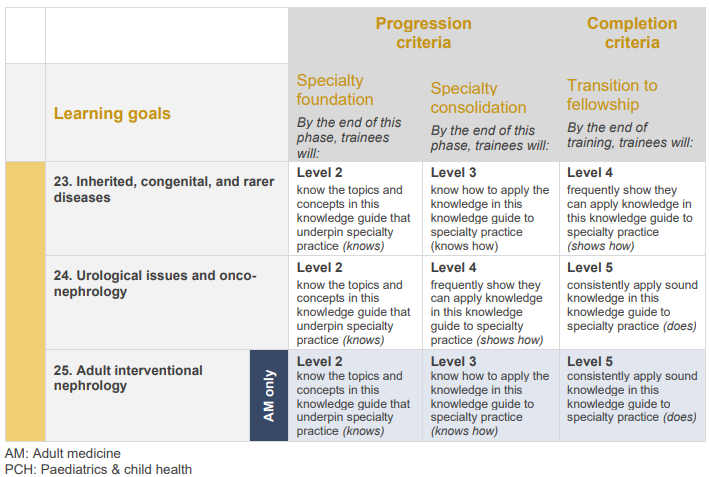 Progression
criteria
Completion
criteria
Learning goals
Specialty
foundation
By the end of this
phase, trainees
will:
Specialty
consolidation
By the end of this
phase, trainees will:
Transition to
fellowship
By the end of
training, trainees will:
23. Inherited, congenital, and rarer
diseases
Level 2
know the topics and
concepts in this
knowledge guide that
underpin specialty
practice (knows)
Level 3
know how to apply the
knowledge in this
knowledge guide to
specialty practice
(knows how)
Level 4
frequently show they
can apply knowledge in
this knowledge guide to
specialty practice
(shows how)
24. Urological issues and onco-
nephrology
Level 2
know the topics and
concepts in this
knowledge guide that
underpin specialty
practice (knows)
Level 4
frequently show they
can apply knowledge
in this knowledge
guide to specialty
practice (shows how)
Level 5
consistently apply sound
knowledge in this
knowledge guide to
specialty practice (does)
25. Adult interventional
nephrology
AM only
Level 2
know the topics and
concepts in this
knowledge guide that
underpin specialty
practice (knows)
Level 3
know how to apply the
knowledge in this
knowledge guide to
specialty practice
(knows how)
Level 5
consistently apply sound
knowledge in this
knowledge guide to
specialty practice (does)
AM: Adult medicine
PCH: Paediatrics & child health